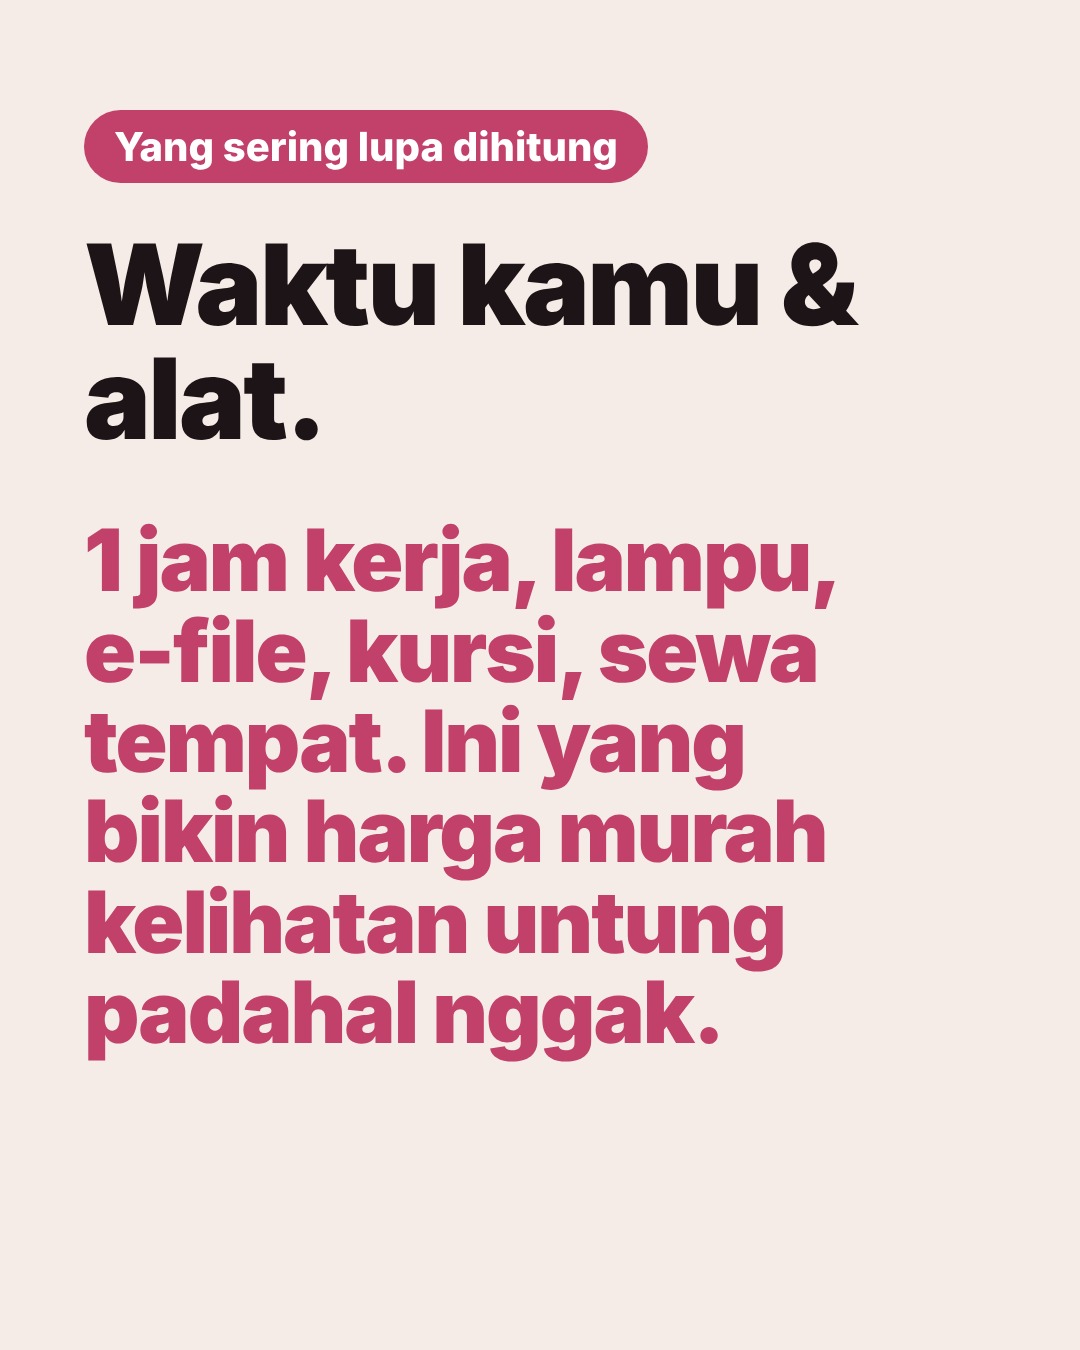 Yang sering lupa dihitung
Waktu kamu &
alat.
1 jam kerja, lampu,
e-file, kursi, sewa
tempat. Ini yang
bikin harga murah
kelihatan untung
padahal nggak.